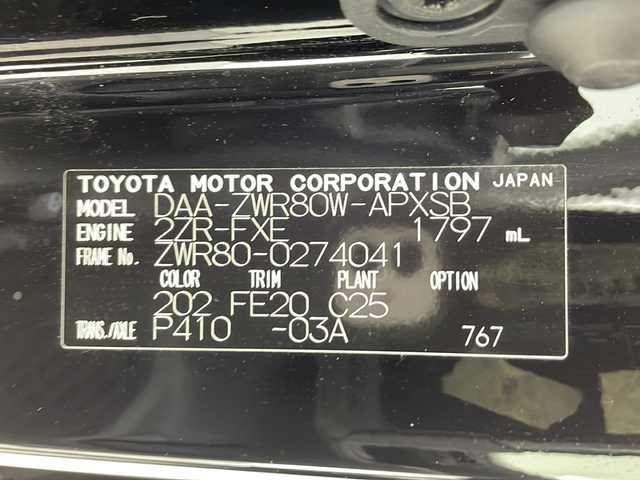 TOYOTA MOTOR CORPORATION JAPAN
MODEL DAA-ZWR80W-APXSB
ENGINE 2ZR-FXE 1797 mL
FRAME No. ZWR80-0274041
COLOR TRIM PLANT OPTION
202 FE20 C25
TRANS./AXLE P410 -03A 767